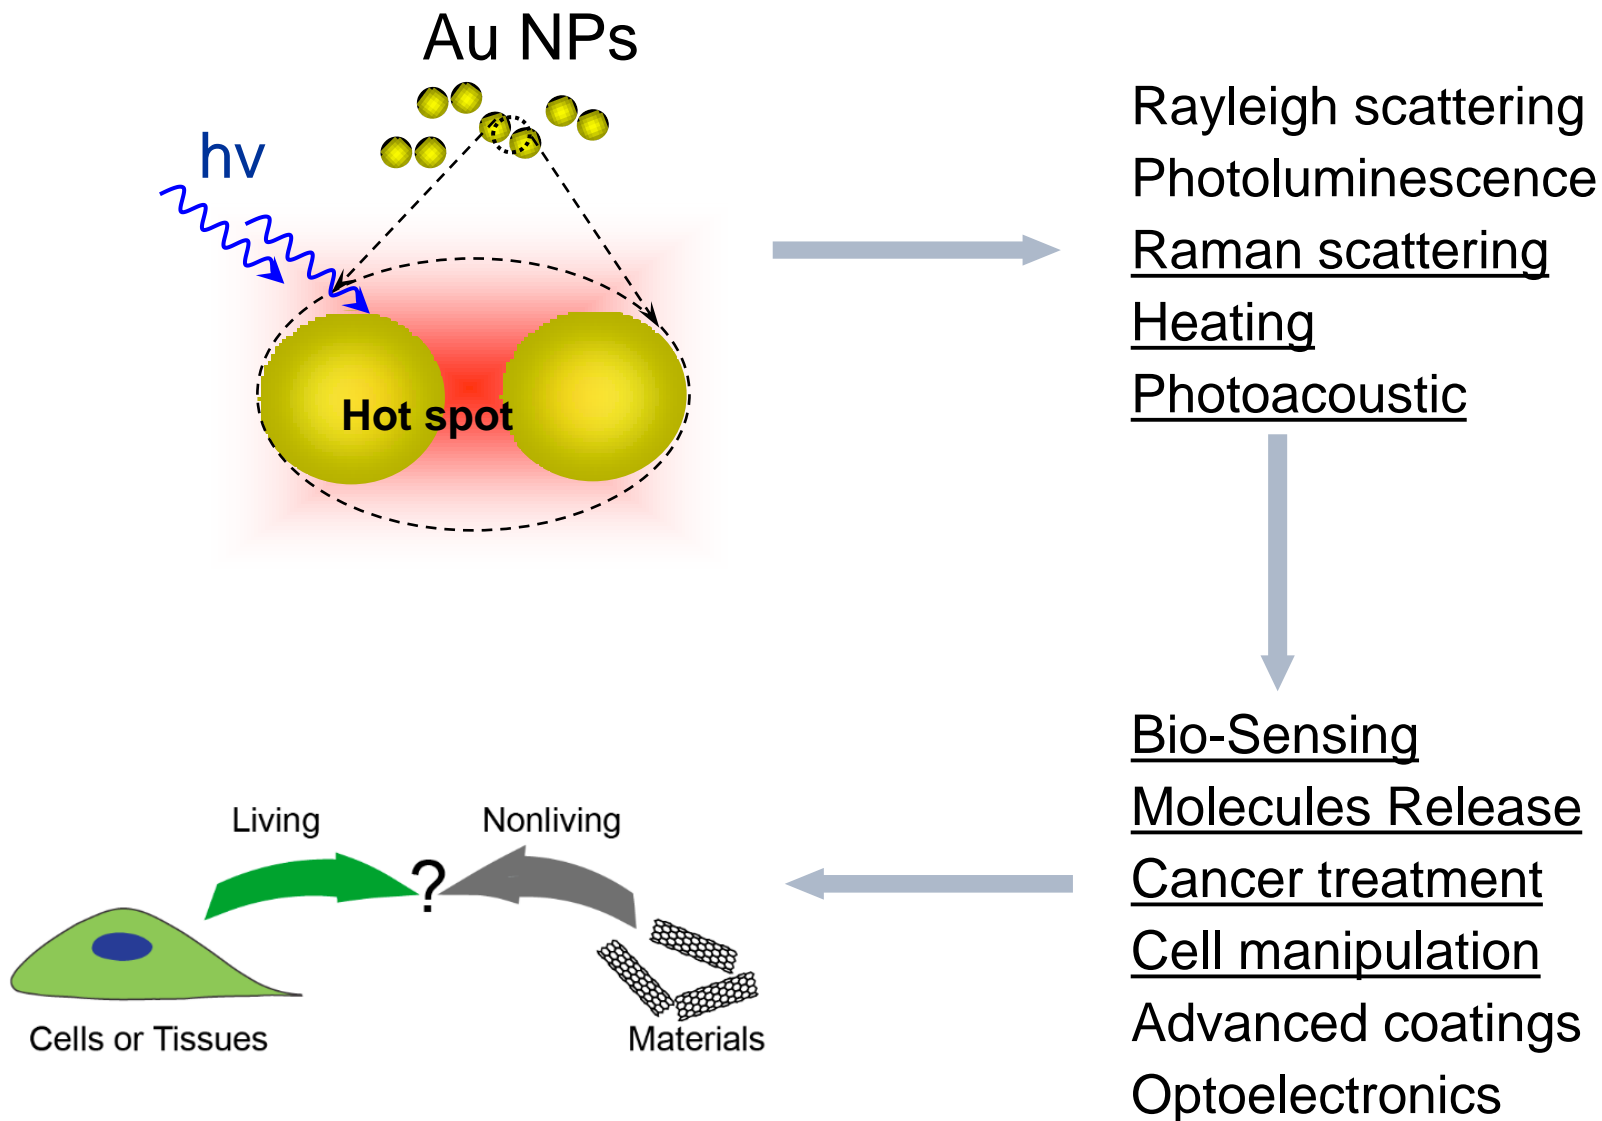 Au NPs
hv
Hot spot
Rayleigh scattering
Photoluminescence
Raman scattering
Heating
Photoacoustic
Bio-Sensing
Molecules Release
Cancer treatment
Cell manipulation
Advanced coatings
Optoelectronics
Living
Nonliving
?
Cells or Tissues
Materials